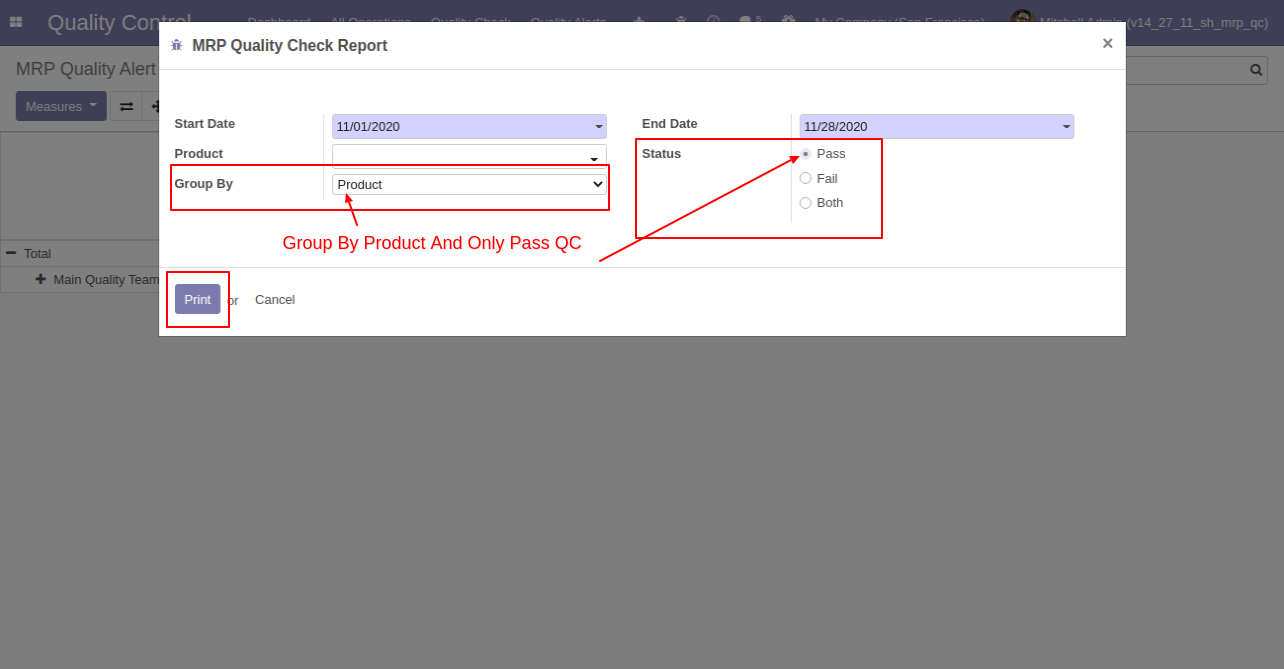 Quality Control
Dashboard All Operations Quality Check Quality Alerts 5 My Company (San Francisco) Mitchell Admin (v14_27_11_sh_mrp_qc)
MRP Quality Check Report ×
MRP Quality Alert
Measures
Start Date 11/01/2020 End Date 11/28/2020
Product Status Pass
Group By Product Fail
Both
Group By Product And Only Pass QC
Total
Main Quality Team
Print or Cancel